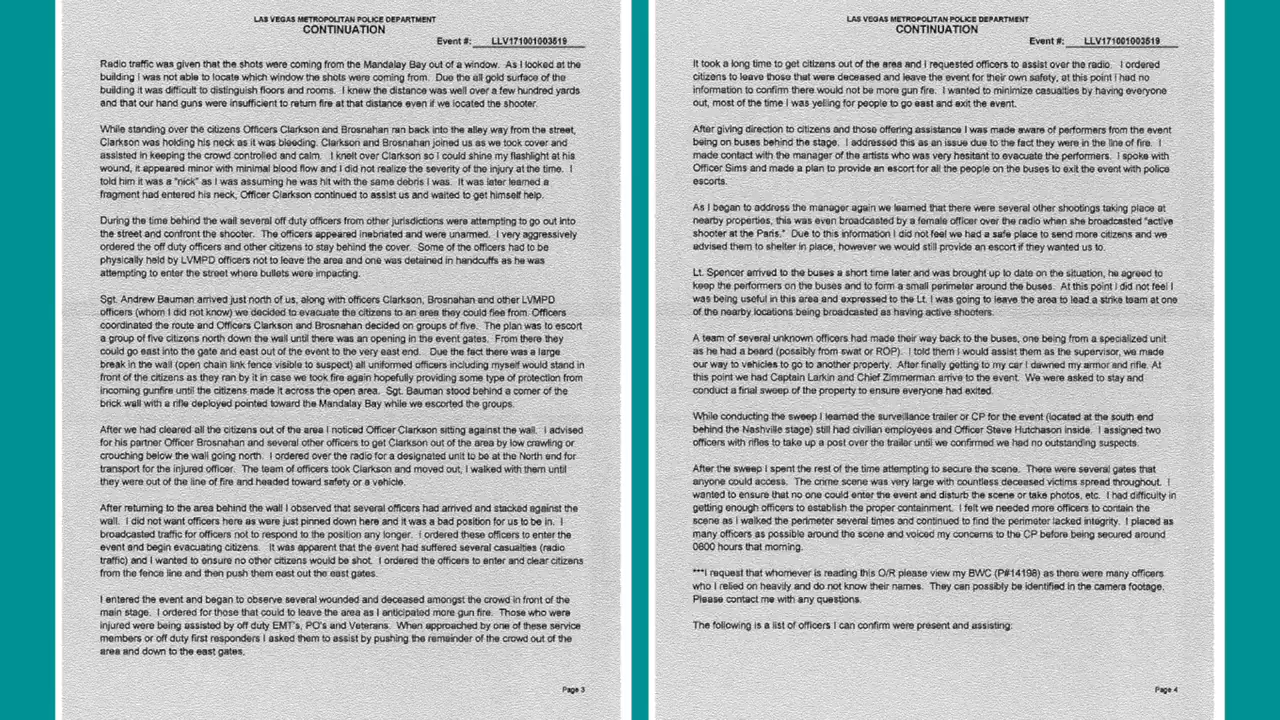 LAS VEGAS METROPOLITAN POLICE DEPARTMENT
CONTINUATION
Event #: LLV171001003519
Radio traffic was given that the shots were coming from the Mandalay Bay out of a window. As I looked at the
building I was not able to locate which window the shots were coming from. Due the all gold surface of the
building it was difficult to distinguish floors and rooms. I knew the distance was well over a few hundred yards
and that our hand guns were insufficient to return fire at that distance even if we located the shooter.
While standing over the citizens Officers Clarkson and Brosnahan ran back into the alley way from the street,
Clarkson was holding his neck as it was bleeding. Clarkson and Brosnahan joined us as we took cover and
assisted in keeping the crowd controlled and calm. I knelt over Clarkson so I could shine my flashlight at his
wound, it appeared minor with minimal blood flow and I did not realize the severity of the injury at the time. I
told him it was a "nick" as I was assuming he was hit with the same debris I was. It was later learned a
fragment had entered his neck, Officer Clarkson continued to assist us and waited to get himself help.
During the time behind the wall several off duty officers from other jurisdictions were attempting to go out into
the street and confront the shooter. The officers appeared inebriated and were unarmed. I very aggressively
ordered the off duty officers and other citizens to stay behind the cover. Some of the officers had to be
physically held by LVMPD officers not to leave the area and one was detained in handcuffs as he was
attempting to enter the street where bullets were impacting.
Sgt. Andrew Bauman arrived just north of us, along with officers Clarkson, Brosnahan and other LVMPD
officers (whom I did not know) we decided to evacuate the citizens to an area they could flee from. Officers
coordinated the route and Officers Clarkson and Brosnahan decided on groups of five. The plan was to escort
a group of five citizens north down the wall until there was an opening in the event gates. From there they
could go east into the gate and east out of the event to the very east end. Due the fact there was a large
break in the wall (open chain link fence visible to suspect) all uniformed officers including myself would stand in
front of the citizens as they ran by it in case we took fire again hopefully providing some type of protection from
incoming gunfire until the citizens made it across the open area. Sgt. Bauman stood behind a corner of the
brick wall with a rifle deployed pointed toward the Mandalay Bay while we escorted the groups.
After we had cleared all the citizens out of the area I noticed Officer Clarkson sitting against the wall. I advised
for his partner Officer Brosnahan and several other officers to get Clarkson out of the area by low crawling or
crouching below the wall going north. I ordered over the radio for a designated unit to be at the North end for
transport for the injured officer. The team of officers took Clarkson and moved out, I walked with them until
they were out of the line of fire and headed toward safety or a vehicle.
After returning to the area behind the wall I observed that several officers had arrived and stacked against the
wall. I did not want officers here as were just pinned down here and it was a bad position for us to be in. I
broadcasted traffic for officers not to respond to the position any longer. I ordered these officers to enter the
event and begin evacuating citizens. It was apparent that the event had suffered several casualties (radio
traffic) and I wanted to ensure no other citizens would be shot. I ordered the officers to enter and clear citizens
from the fence line and then push them east out the east gates.
I entered the event and began to observe several wounded and deceased amongst the crowd in front of the
main stage. I ordered for those that could to leave the area as I anticipated more gun fire. Those who were
injured were being assisted by off duty EMT's, PO's and Veterans. When approached by one of these service
members or off duty first responders I asked them to assist by pushing the remainder of the crowd out of the
area and down to the east gates.
Page 3
LAS VEGAS METROPOLITAN POLICE DEPARTMENT
CONTINUATION
Event #: LLV171001003519
It took a long time to get citizens out of the area and I requested officers to assist over the radio. I ordered
citizens to leave those that were deceased and leave the event for their own safety, at this point I had no
information to confirm there would not be more gun fire. I wanted to minimize casualties by having everyone
out, most of the time I was yelling for people to go east and exit the event.
After giving direction to citizens and those offering assistance I was made aware of performers from the event
being on buses behind the stage. I addressed this as an issue due to the fact they were in the line of fire. I
made contact with the manager of the artists who was very hesitant to evacuate the performers. I spoke with
Officer Sims and made a plan to provide an escort for all the people on the buses to exit the event with police
escorts.
As I began to address the manager again we learned that there were several other shootings taking place at
nearby properties, this was even broadcasted by a female officer over the radio when she broadcasted "active
shooter at the Paris." Due to this information I did not feel we had a safe place to send more citizens and we
advised them to shelter in place, however we would still provide an escort if they wanted us to.
Lt. Spencer arrived to the buses a short time later and was brought up to date on the situation, he agreed to
keep the performers on the buses and to form a small perimeter around the buses. At this point I did not feel I
was being useful in this area and expressed to the Lt. I was going to leave the area to lead a strike team at one
of the nearby locations being broadcasted as having active shooters.
A team of several unknown officers had made their way back to the buses, one being from a specialized unit
as he had a beard (possibly from swat or ROP). I told them I would assist them as the supervisor, we made
our way to vehicles to go to another property. After finally getting to my car I dawned my armor and rifle. At
this point we had Captain Larkin and Chief Zimmerman arrive to the event. We were asked to stay and
conduct a final sweep of the property to ensure everyone had exited.
While conducting the sweep I learned the surveillance trailer or CP for the event (located at the south end
behind the Nashville stage) still had civilian employees and Officer Steve Hutchason inside. I assigned two
officers with rifles to take up a post over the trailer until we confirmed we had no outstanding suspects.
After the sweep I spent the rest of the time attempting to secure the scene. There were several gates that
anyone could access. The crime scene was very large with countless deceased victims spread throughout. I
wanted to ensure that no one could enter the event and disturb the scene or take photos, etc. I had difficulty in
getting enough officers to establish the proper containment. I felt we needed more officers to contain the
scene as I walked the perimeter several times and continued to find the perimeter lacked integrity. I placed as
many officers as possible around the scene and voiced my concerns to the CP before being secured around
0800 hours that morning.
***I request that whomever is reading this O/R please view my BWC (P#14198) as there were many officers
who I relied on heavily and do not know their names. They can possibly be identified in the camera footage.
Please contact me with any questions.
The following is a list of officers I can confirm were present and assisting:
Page 4